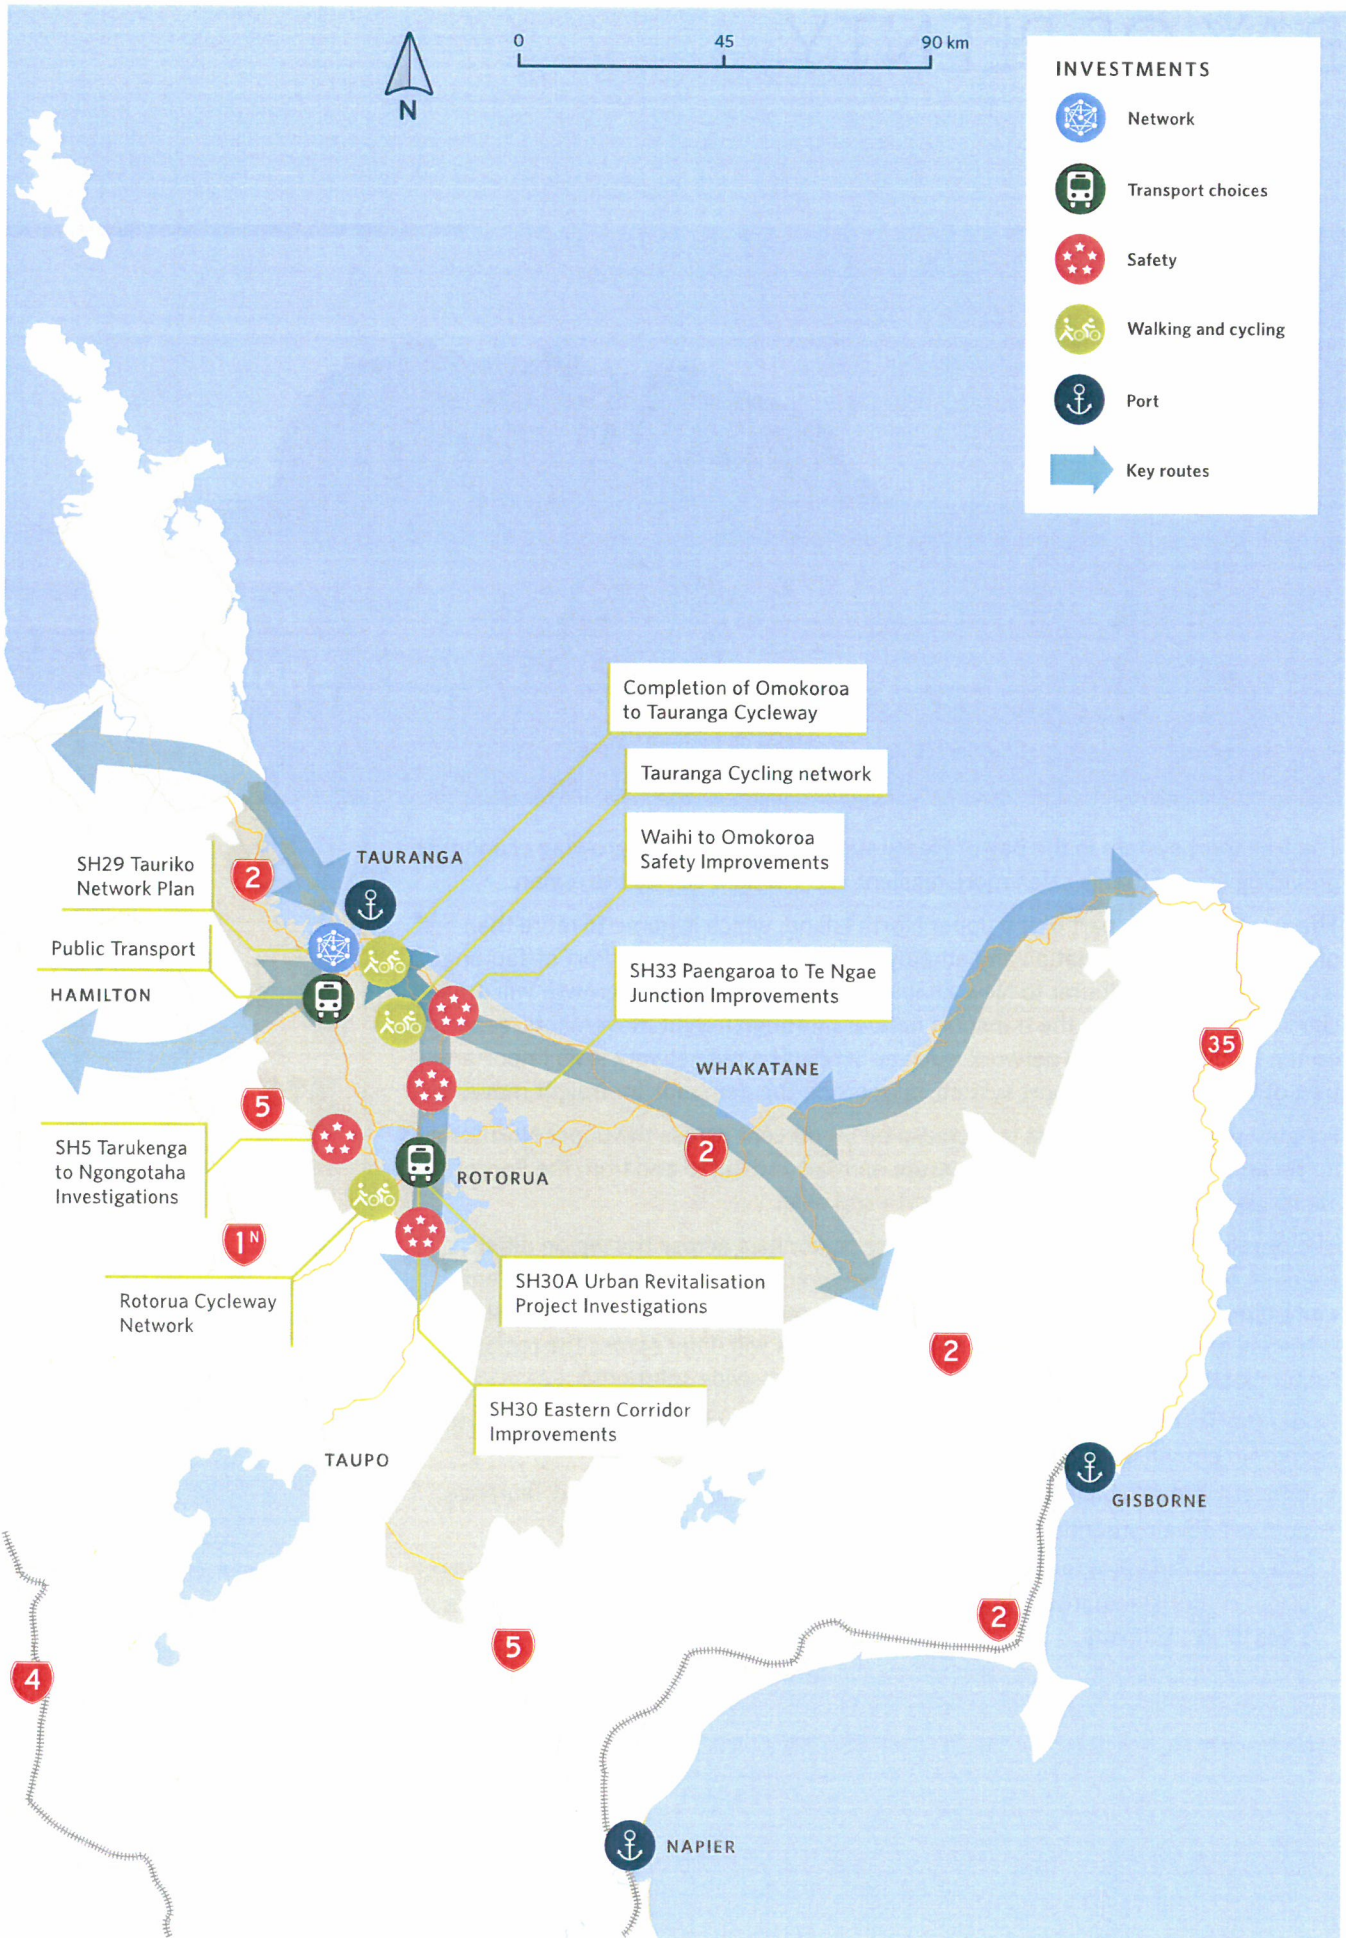 0 45 90 km
N
INVESTMENTS
Network
Transport choices
Safety
Walking and cycling
Port
Key routes
Completion of Omokoroa
to Tauranga Cycleway
Tauranga Cycling network
Waihi to Omokoroa
Safety Improvements
TAURANGA
SH29 Tauriko
Network Plan
2
Public Transport
HAMILTON
SH33 Paengaroa to Te Ngae
Junction Improvements
35
WHAKATANE
5
2
SH5 Tarukenga
to Ngongotaha
Investigations
ROTORUA
1N
SH30A Urban Revitalisation
Project Investigations
Rotorua Cycleway
Network
2
SH30 Eastern Corridor
Improvements
TAUPO
GISBORNE
2
5
4
NAPIER